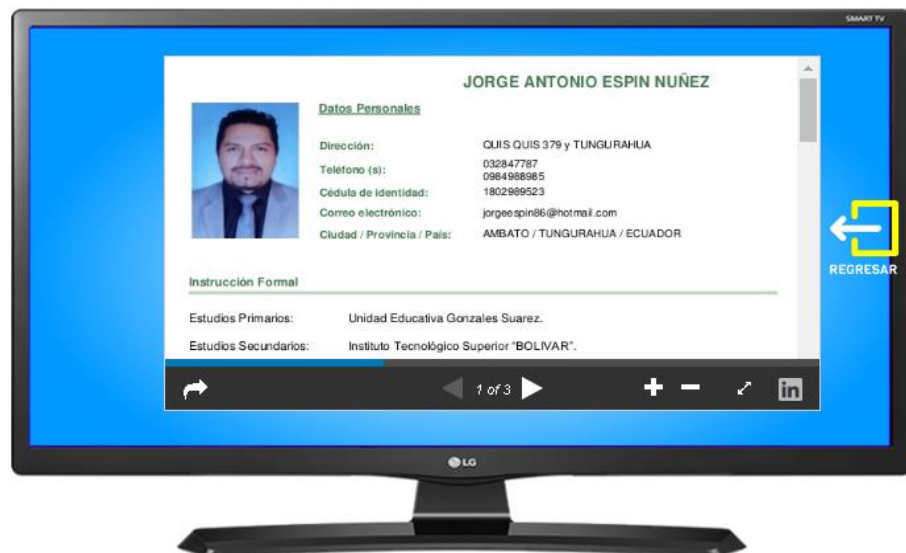 SMART TV
JORGE ANTONIO ESPIN NUÑEZ
Datos Personales
Dirección: QUIS QUIS 379 y TUNGURAHUA
Teléfono (s): 032847787
0984988985
Cédula de identidad: 1802989523
Correo electrónico: jorgeespin86@hotmail.com
Ciudad / Provincia / País: AMBATO / TUNGURAHUA / ECUADOR
REGRESAR
Instrucción Formal
Estudios Primarios: Unidad Educativa Gonzales Suarez.
Estudios Secundarios: Instituto Tecnológico Superior "BOLIVAR".
1 of 3
in
LG